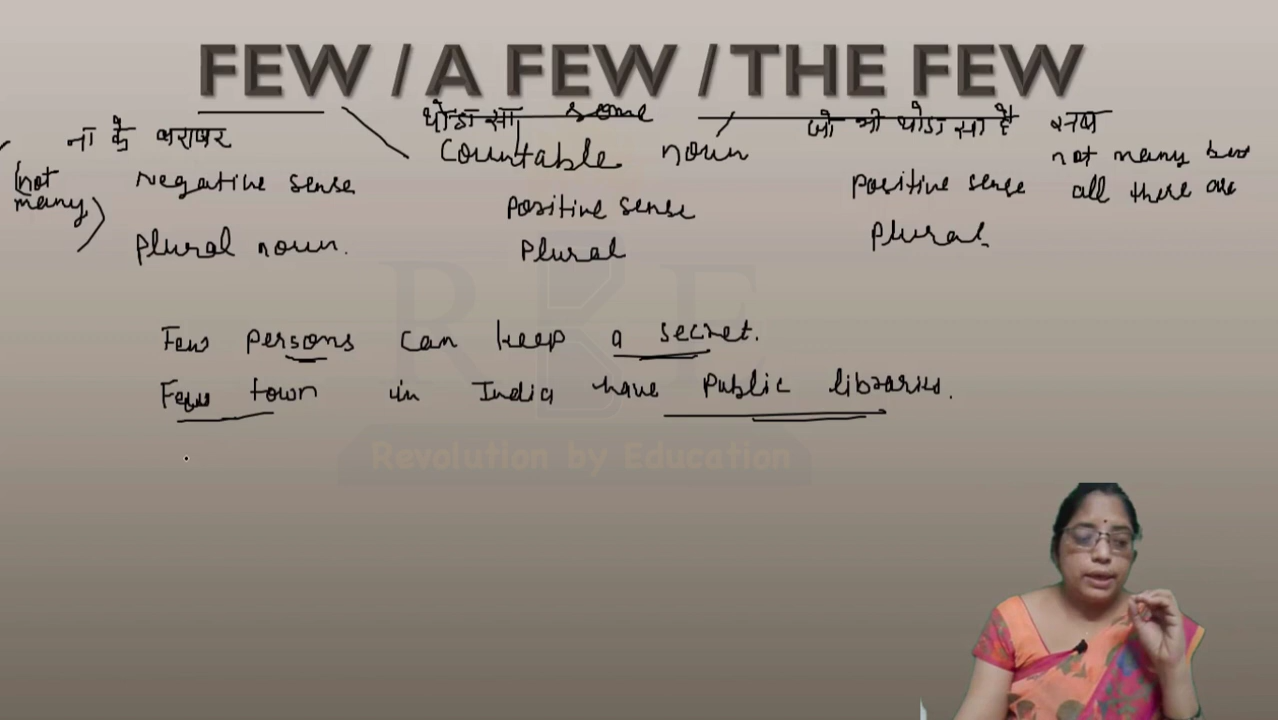 FEW / A FEW / THE FEW
ना के बराबर
थोडा सा some
जो भी थोडा सा है सब
(not many)
Negative sense
Plural noun.
Countable noun
Positive sense
Plural
Positive sense
Plural
not many but
all there are
Few persons can keep a secret.
Few town in India have Public libraries.
RBE
Revolution by Education